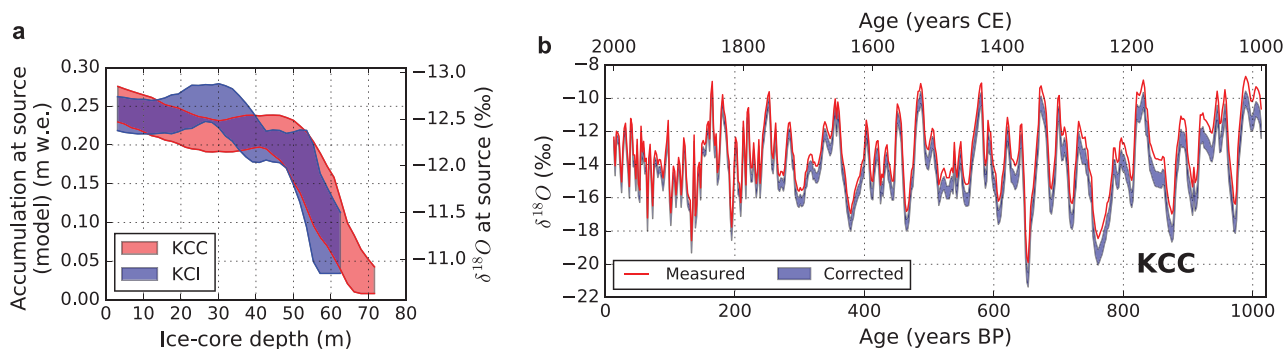 a
Accumulation at source
(model) (m w.e.)
0.30
0.25
0.20
0.15
0.10
0.05
0.00
0 10 20 30 40 50 60 70 80
Ice-core depth (m)
KCC
KCI
−13.0
−12.5
−12.0
−11.5
−11.0
δ¹⁸O at source (‰)
b
Age (years CE)
2000 1800 1600 1400 1200 1000
δ¹⁸O (‰)
−8
−10
−12
−14
−16
−18
−20
−22
Measured Corrected
KCC
0 200 400 600 800 1000
Age (years BP)